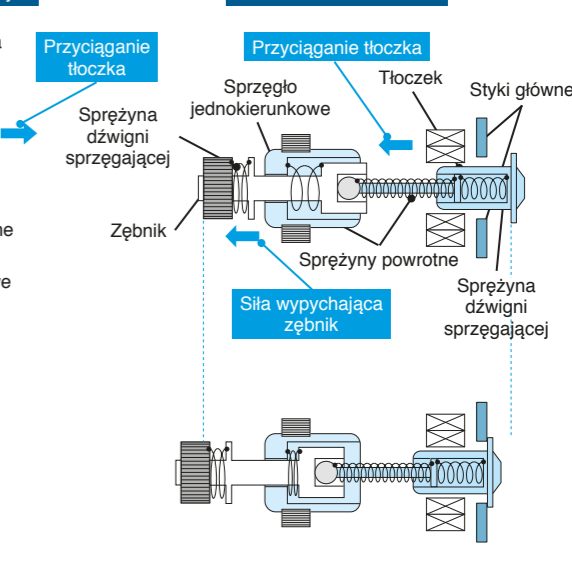 Przyciąganie
tłoczka
Przyciąganie tłoczka
Sprzęgło
jednokierunkowe
Tłoczek
Styki główne
Sprężyna
dźwigni
sprzęgającej
Zębnik
Sprężyny powrotne
Siła wypychająca
zębnik
Sprężyna
dźwigni
sprzęgającej